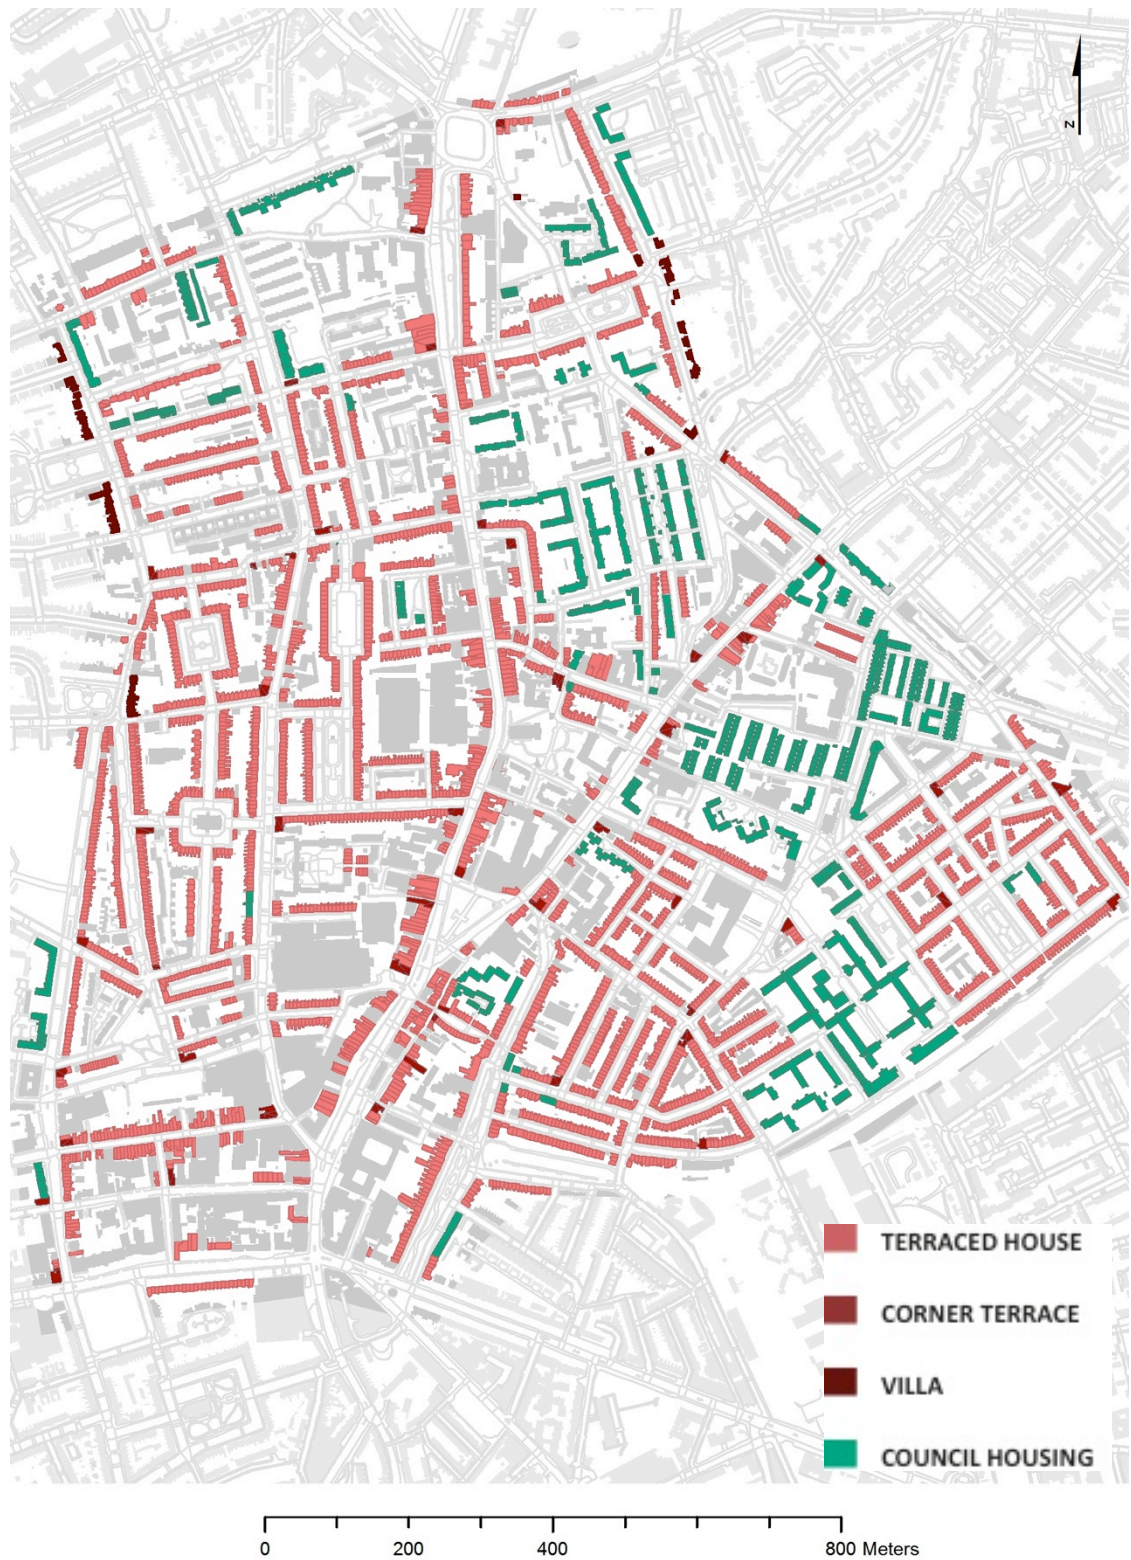 z
TERRACED HOUSE
CORNER TERRACE
VILLA
COUNCIL HOUSING
0 200 400 800 Meters